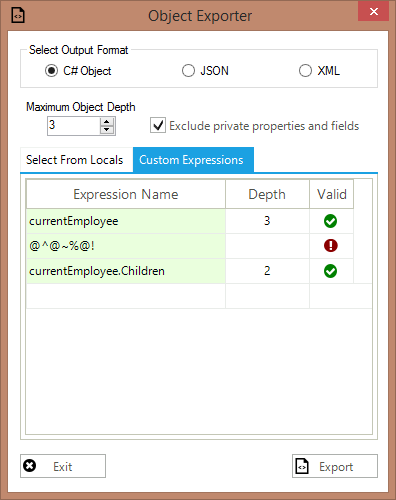 Object Exporter
Select Output Format
C# Object JSON XML
Maximum Object Depth
3 Exclude private properties and fields
Select From Locals Custom Expressions
Expression Name Depth Valid
currentEmployee 3
@^@~%@!
currentEmployee.Children 2
Exit Export